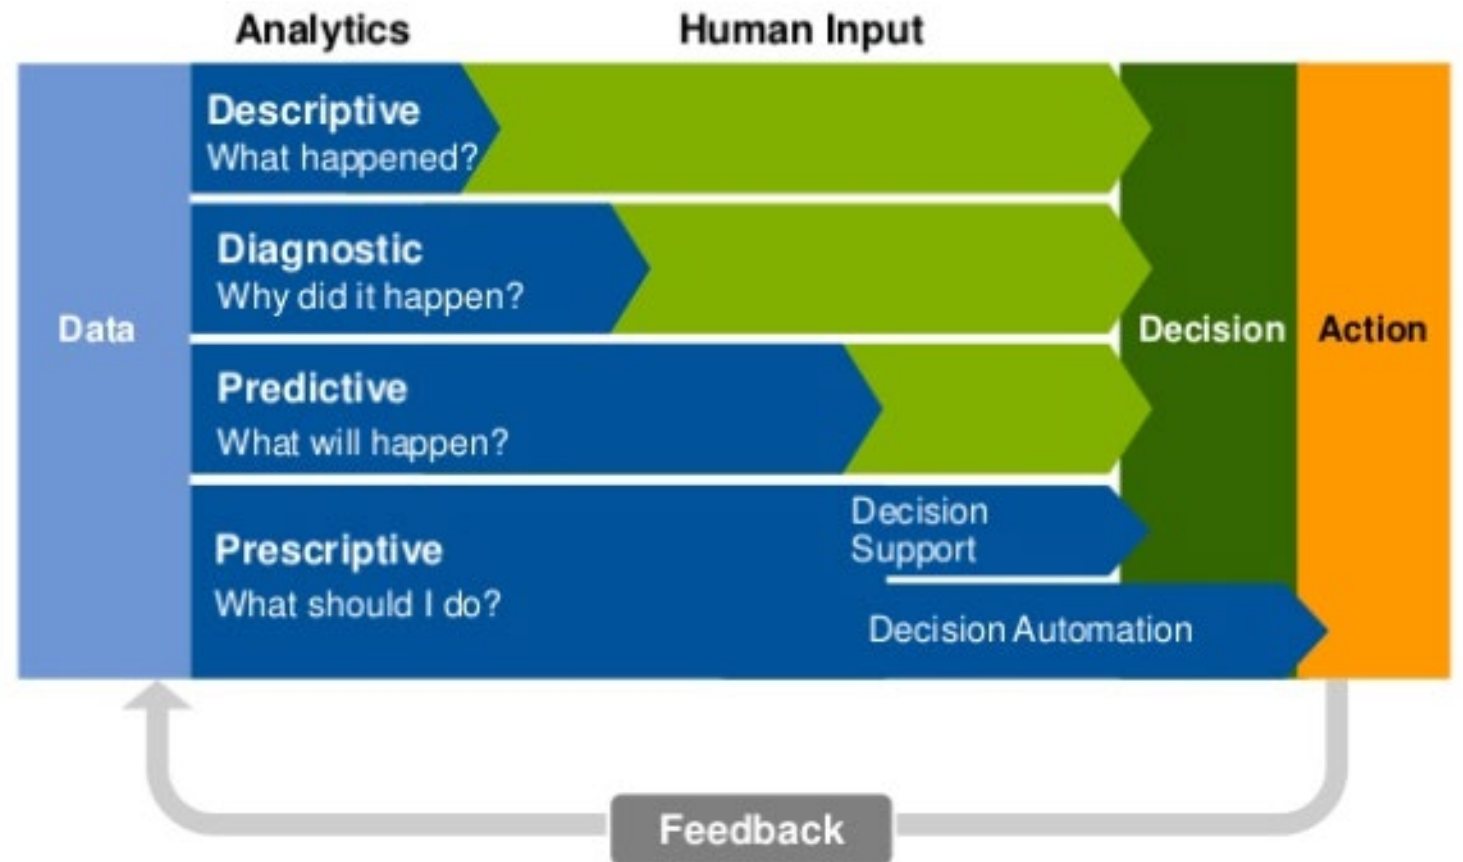 Analytics
Human Input
Descriptive
What happened?
Diagnostic
Why did it happen?
Data
Decision
Action
Predictive
What will happen?
Prescriptive
What should I do?
Decision
Support
Decision Automation
Feedback